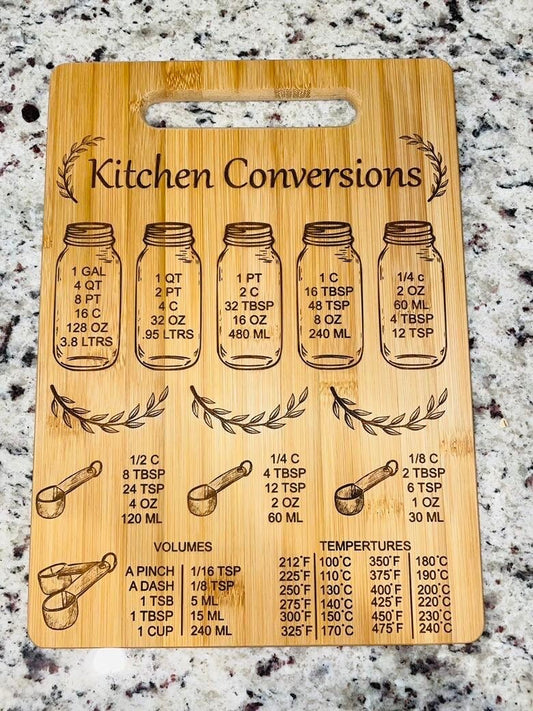 Kitchen Conversions
1 GAL
4 QT
8 PT
16 C
128 OZ
3.8 LTRS
1 QT
2 PT
4 C
32 OZ
.95 LTRS
1 PT
2 C
32 TBSP
16 OZ
480 ML
1 C
16 TBSP
48 TSP
8 OZ
240 ML
1/4 c
2 OZ
60 ML
4 TBSP
12 TSP
1/2 C
8 TBSP
24 TSP
4 OZ
120 ML
1/4 C
4 TBSP
12 TSP
2 OZ
60 ML
1/8 C
2 TBSP
6 TSP
1 OZ
30 ML
VOLUMES
A PINCH 1/16 TSP
A DASH 1/8 TSP
1 TSB 5 ML
1 TBSP 15 ML
1 CUP 240 ML
TEMPERTURES
212°F 100°C 350°F 180°C
225°F 110°C 375°F 190°C
250°F 130°C 400°F 200°C
275°F 140°C 425°F 220°C
300°F 150°C 450°F 230°C
325°F 170°C 475°F 240°C